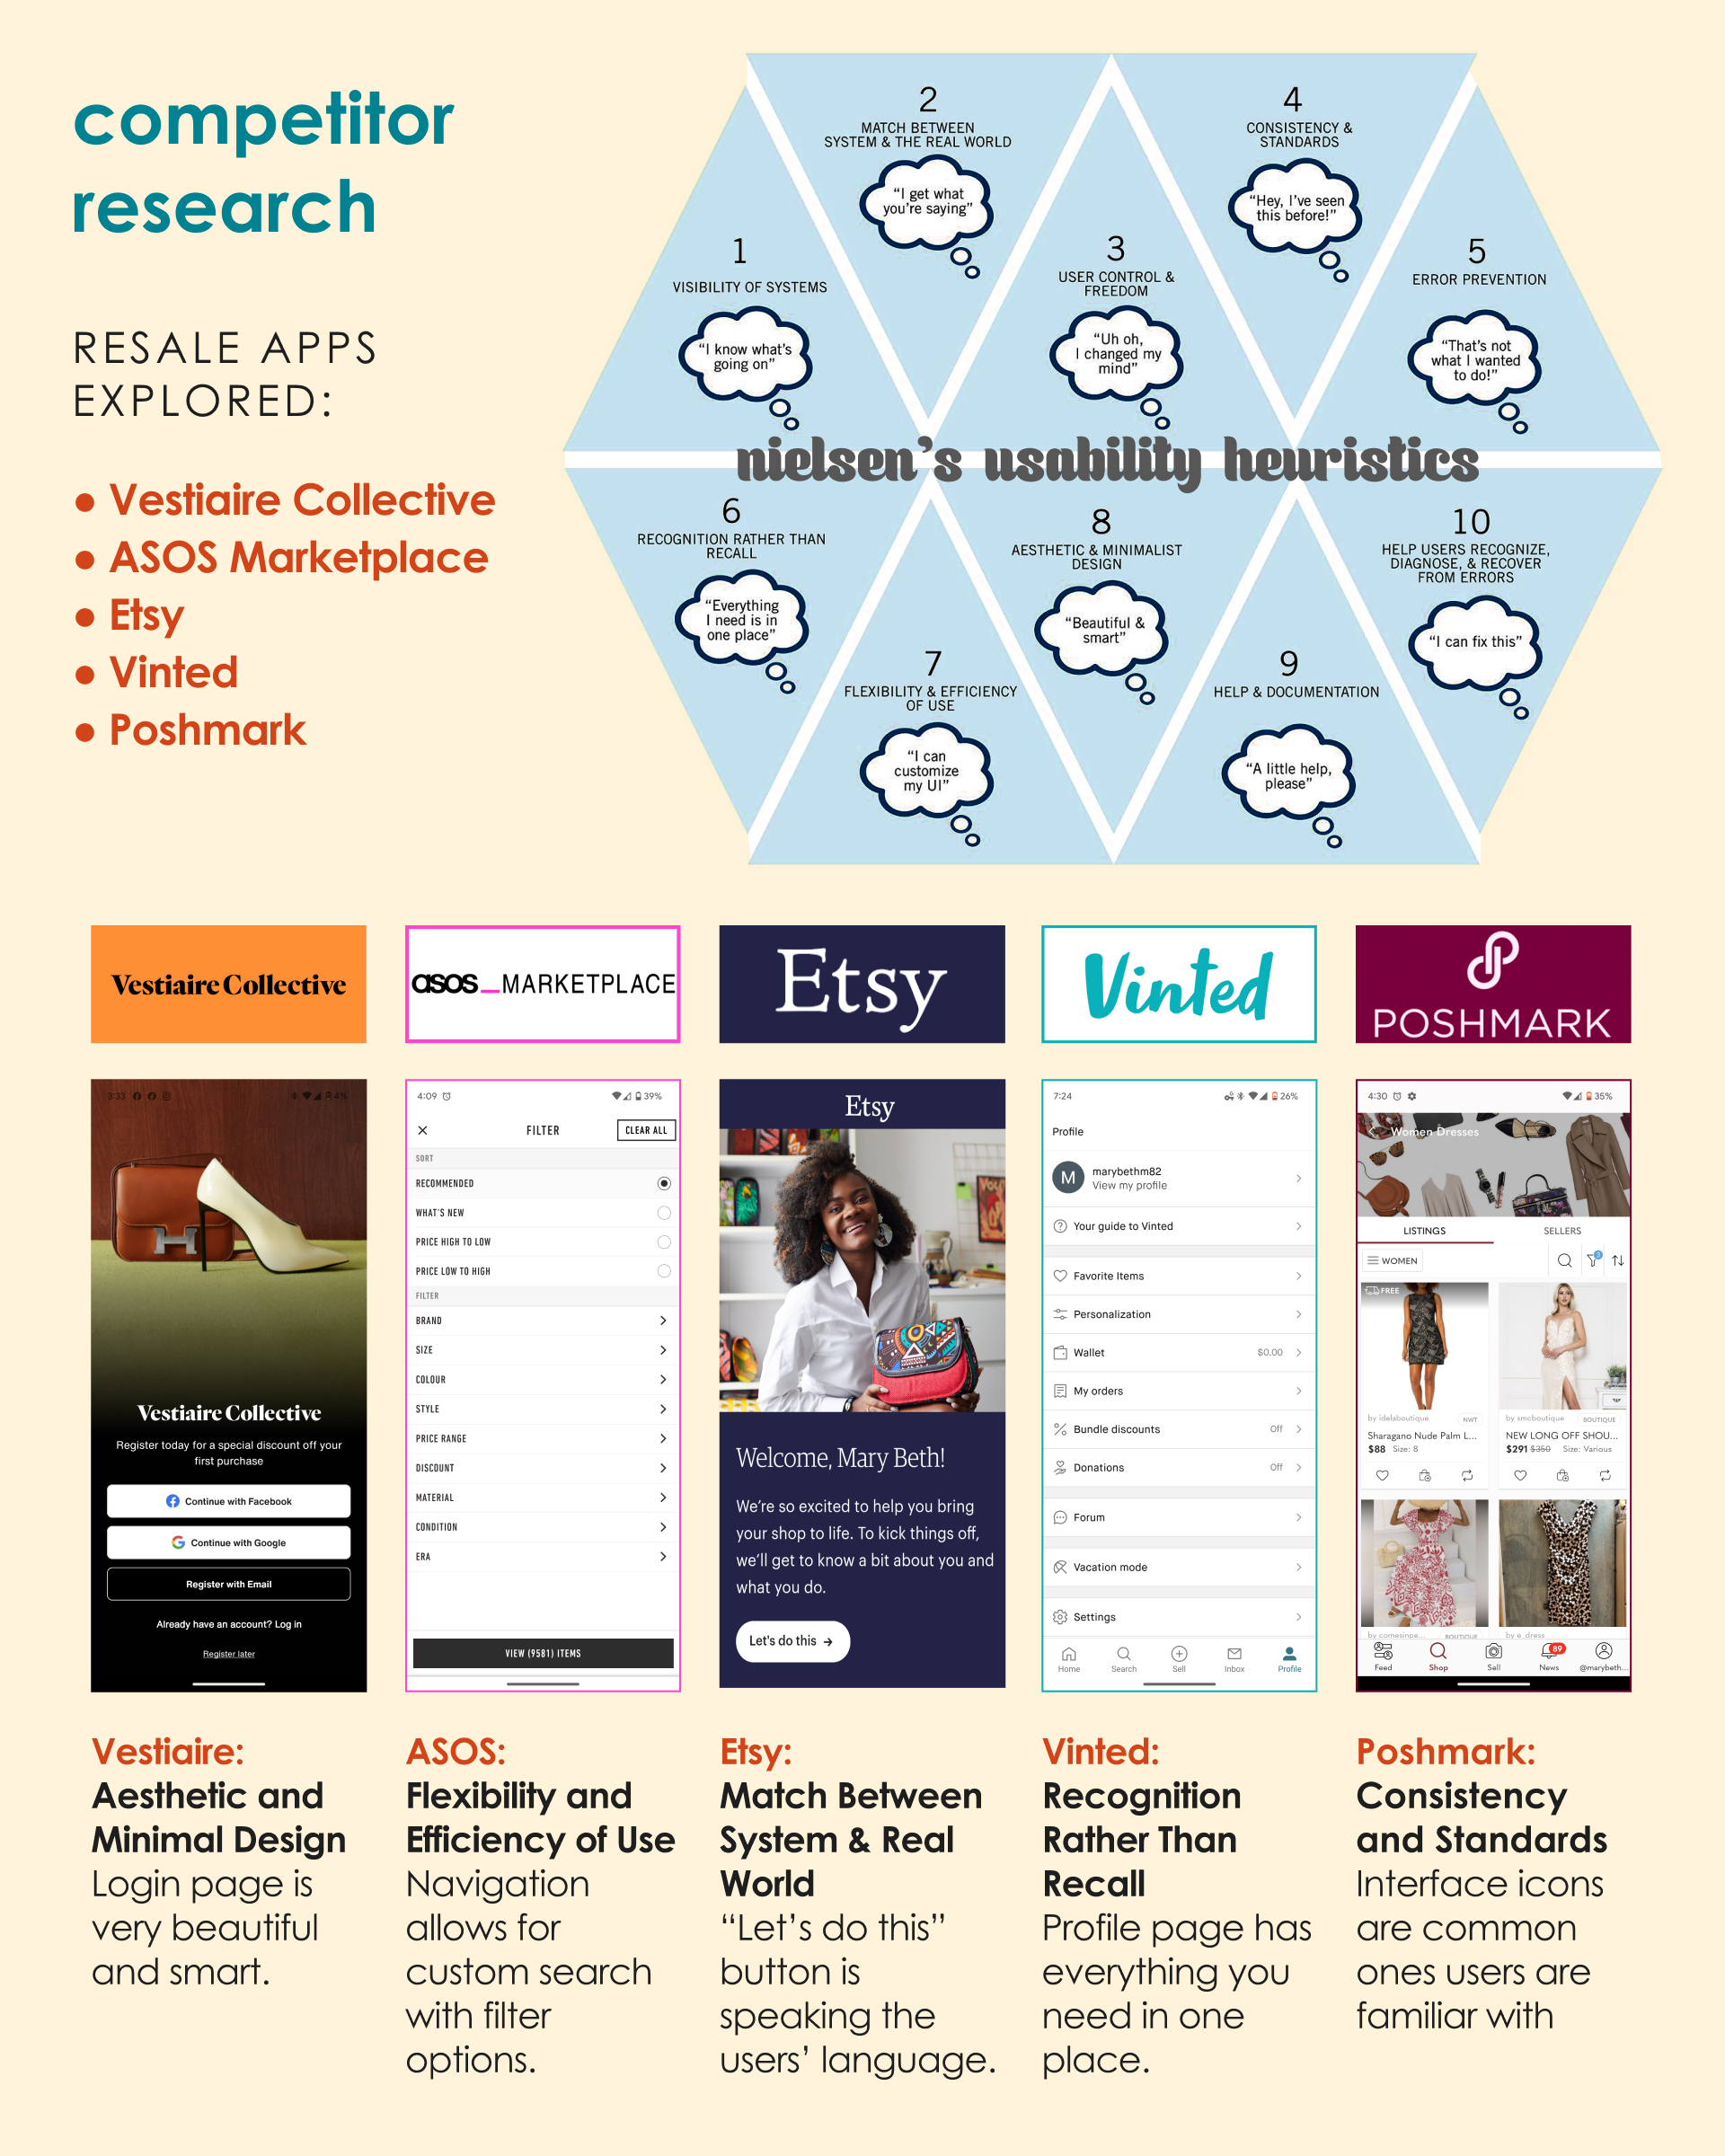 competitor
research
RESALE APPS
EXPLORED:
• Vestiaire Collective
• ASOS Marketplace
• Etsy
• Vinted
• Poshmark
1
VISIBILITY OF SYSTEMS
“I know what’s
going on”
2
MATCH BETWEEN
SYSTEM & THE REAL WORLD
“I get what
you’re saying”
3
USER CONTROL &
FREEDOM
“Uh oh,
I changed my
mind”
4
CONSISTENCY &
STANDARDS
“Hey, I’ve seen
this before!”
5
ERROR PREVENTION
“That’s not
what I wanted
to do!”
nielsen’s usability heuristics
6
RECOGNITION RATHER THAN
RECALL
“Everything
I need is in
one place”
7
FLEXIBILITY & EFFICIENCY
OF USE
“I can
customize
my UI”
8
AESTHETIC & MINIMALIST
DESIGN
“Beautiful &
smart”
9
HELP & DOCUMENTATION
“A little help,
please”
10
HELP USERS RECOGNIZE,
DIAGNOSE, & RECOVER
FROM ERRORS
“I can fix this”
Vestiaire Collective
asos_MARKETPLACE
Etsy
Vinted
POSHMARK
3:33
Vestiaire Collective
Register today for a special discount off your
first purchase
Continue with Facebook
Continue with Google
Register with Email
Already have an account? Log in
Register later
4:09 39%
FILTER CLEAR ALL
SORT
RECOMMENDED
WHAT'S NEW
PRICE HIGH TO LOW
PRICE LOW TO HIGH
FILTER
BRAND
SIZE
COLOUR
STYLE
PRICE RANGE
DISCOUNT
MATERIAL
CONDITION
ERA
VIEW (9581) ITEMS
Etsy
Welcome, Mary Beth!
We’re so excited to help you bring
your shop to life. To kick things off,
we’ll get to know a bit about you and
what you do.
Let's do this →
7:24 26%
Profile
M
marybethm82
View my profile
Your guide to Vinted
Favorite Items
Personalization
Wallet $0.00
My orders
Bundle discounts Off
Donations Off
Forum
Vacation mode
Settings
Home Search Sell Inbox Profile
4:30 35%
Women Dresses
LISTINGS SELLERS
WOMEN 3
FREE
by idelaboutique NWT
Sharagano Nude Palm L...
$88 Size: 8
by smcboutique BOUTIQUE
NEW LONG OFF SHOU...
$291 $350 Size: Various
by comesinpe... BOUTIQUE
by e_dress
89
Feed Shop Sell News @marybeth...
Vestiaire:
Aesthetic and
Minimal Design
Login page is
very beautiful
and smart.
ASOS:
Flexibility and
Efficiency of Use
Navigation
allows for
custom search
with filter
options.
Etsy:
Match Between
System & Real
World
“Let’s do this”
button is
speaking the
users’ language.
Vinted:
Recognition
Rather Than
Recall
Profile page has
everything you
need in one
place.
Poshmark:
Consistency
and Standards
Interface icons
are common
ones users are
familiar with